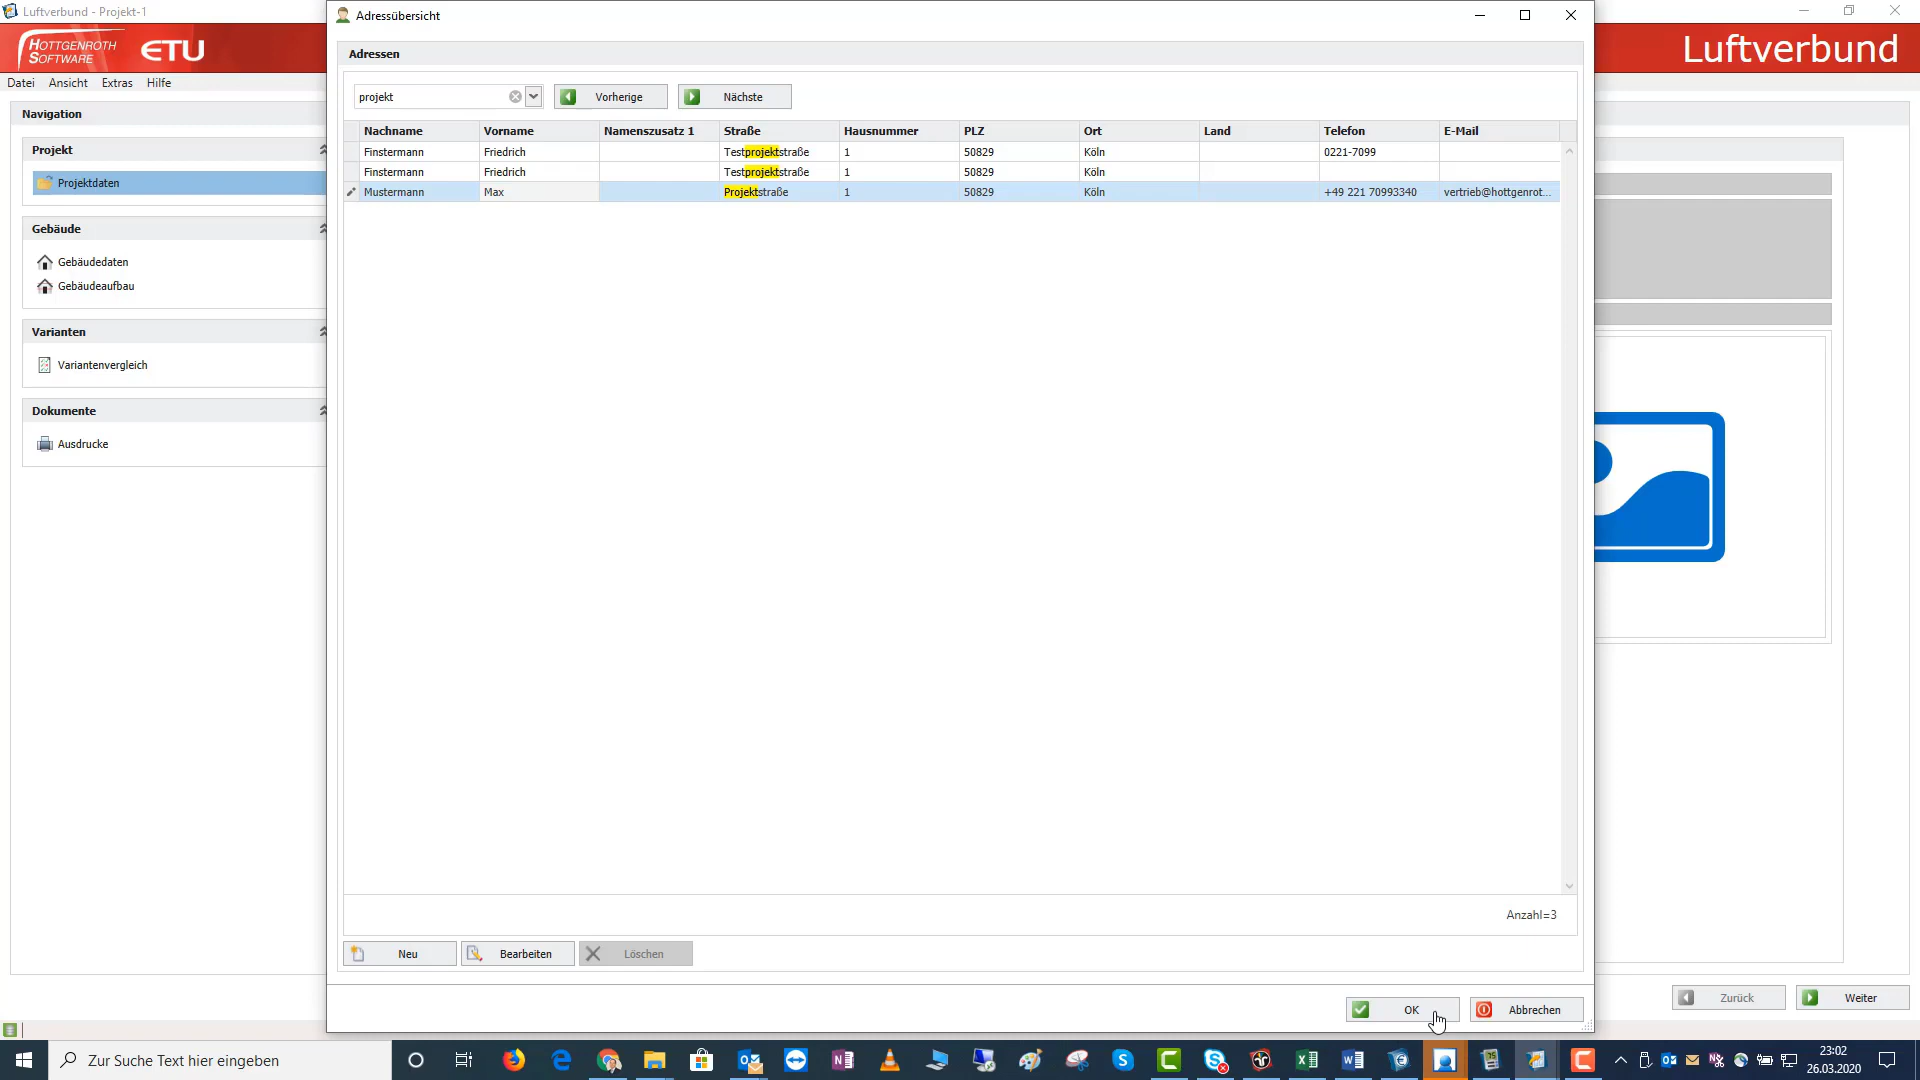 Luftverbund - Projekt-1
Adressübersicht
HOTTGENROTH
SOFTWARE
ETU
Luftverbund
Datei Ansicht Extras Hilfe
Adressen
projekt Vorherige Nächste
Navigation
Projekt
Projektdaten
Gebäude
Gebäudedaten
Gebäudeaufbau
Varianten
Variantenvergleich
Dokumente
Ausdrucke
Nachname Vorname Namenszusatz 1 Straße Hausnummer PLZ Ort Land Telefon E-Mail
Finstermann Friedrich Testprojektstraße 1 50829 Köln 0221-7099
Finstermann Friedrich Testprojektstraße 1 50829 Köln
Mustermann Max Projektstraße 1 50829 Köln +49 221 70993340 vertrieb@hottgenrot...
Anzahl=3
Neu Bearbeiten Löschen
OK Abbrechen
Zurück Weiter
Zur Suche Text hier eingeben
23:02
26.03.2020